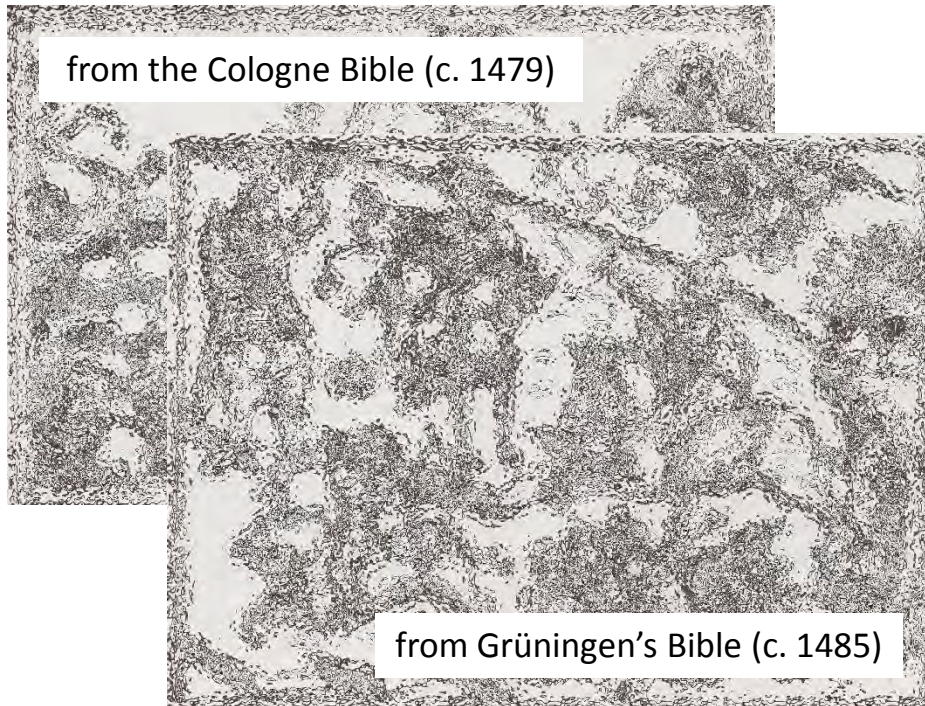 from the Cologne Bible (c. 1479)
from Grüningen’s Bible (c. 1485)